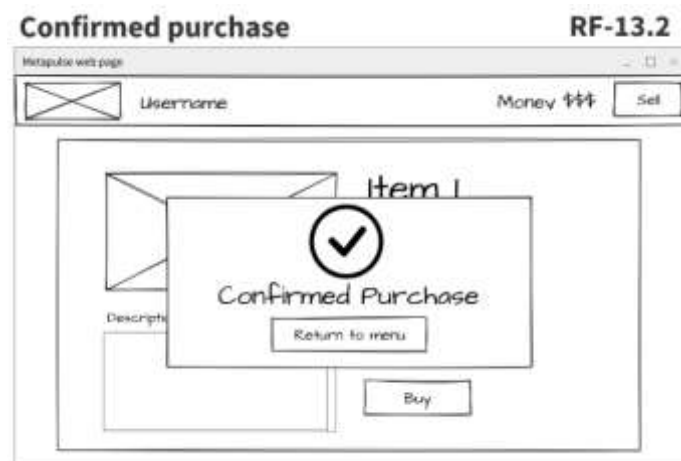 Confirmed purchase RF-13.2
Metapulse web page
Username Money $$$ Sell
Item 1
Confirmed Purchase
Return to menu
Buy